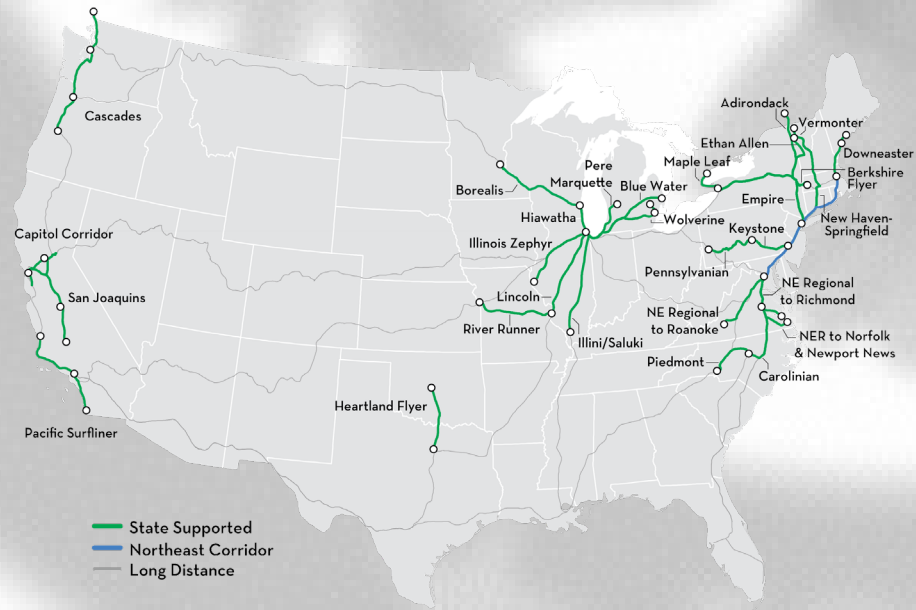 Adirondack
Vermonter
Ethan Allen
Downeaster
Maple Leaf
Berkshire
Flyer
Cascades
Pere
Marquette
Blue Water
Borealis
Empire
Hiawatha
Wolverine
New Haven-
Springfield
Keystone
Capitol Corridor
Illinois Zephyr
Pennsylvanian
San Joaquins
Lincoln
NE Regional
to Richmond
River Runner
NE Regional
to Roanoke
Illini/Saluki
NER to Norfolk
& Newport News
Piedmont
Carolinian
Heartland Flyer
Pacific Surfliner
State Supported
Northeast Corridor
Long Distance